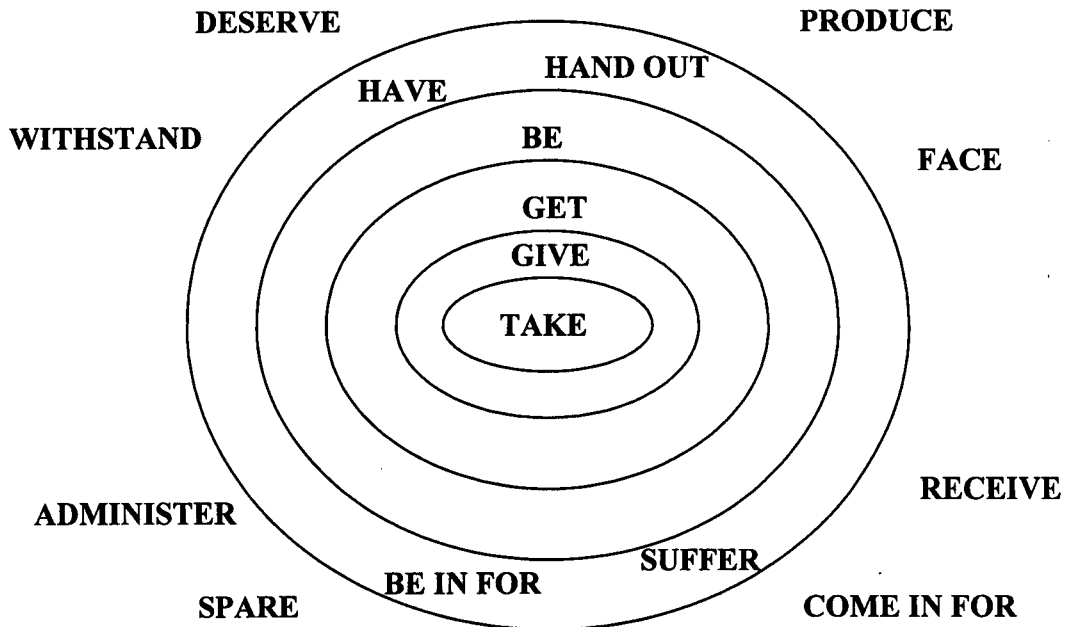 DESERVE
PRODUCE
HAND OUT
HAVE
WITHSTAND
BE
FACE
GET
GIVE
TAKE
RECEIVE
ADMINISTER
SUFFER
BE IN FOR
SPARE
COME IN FOR